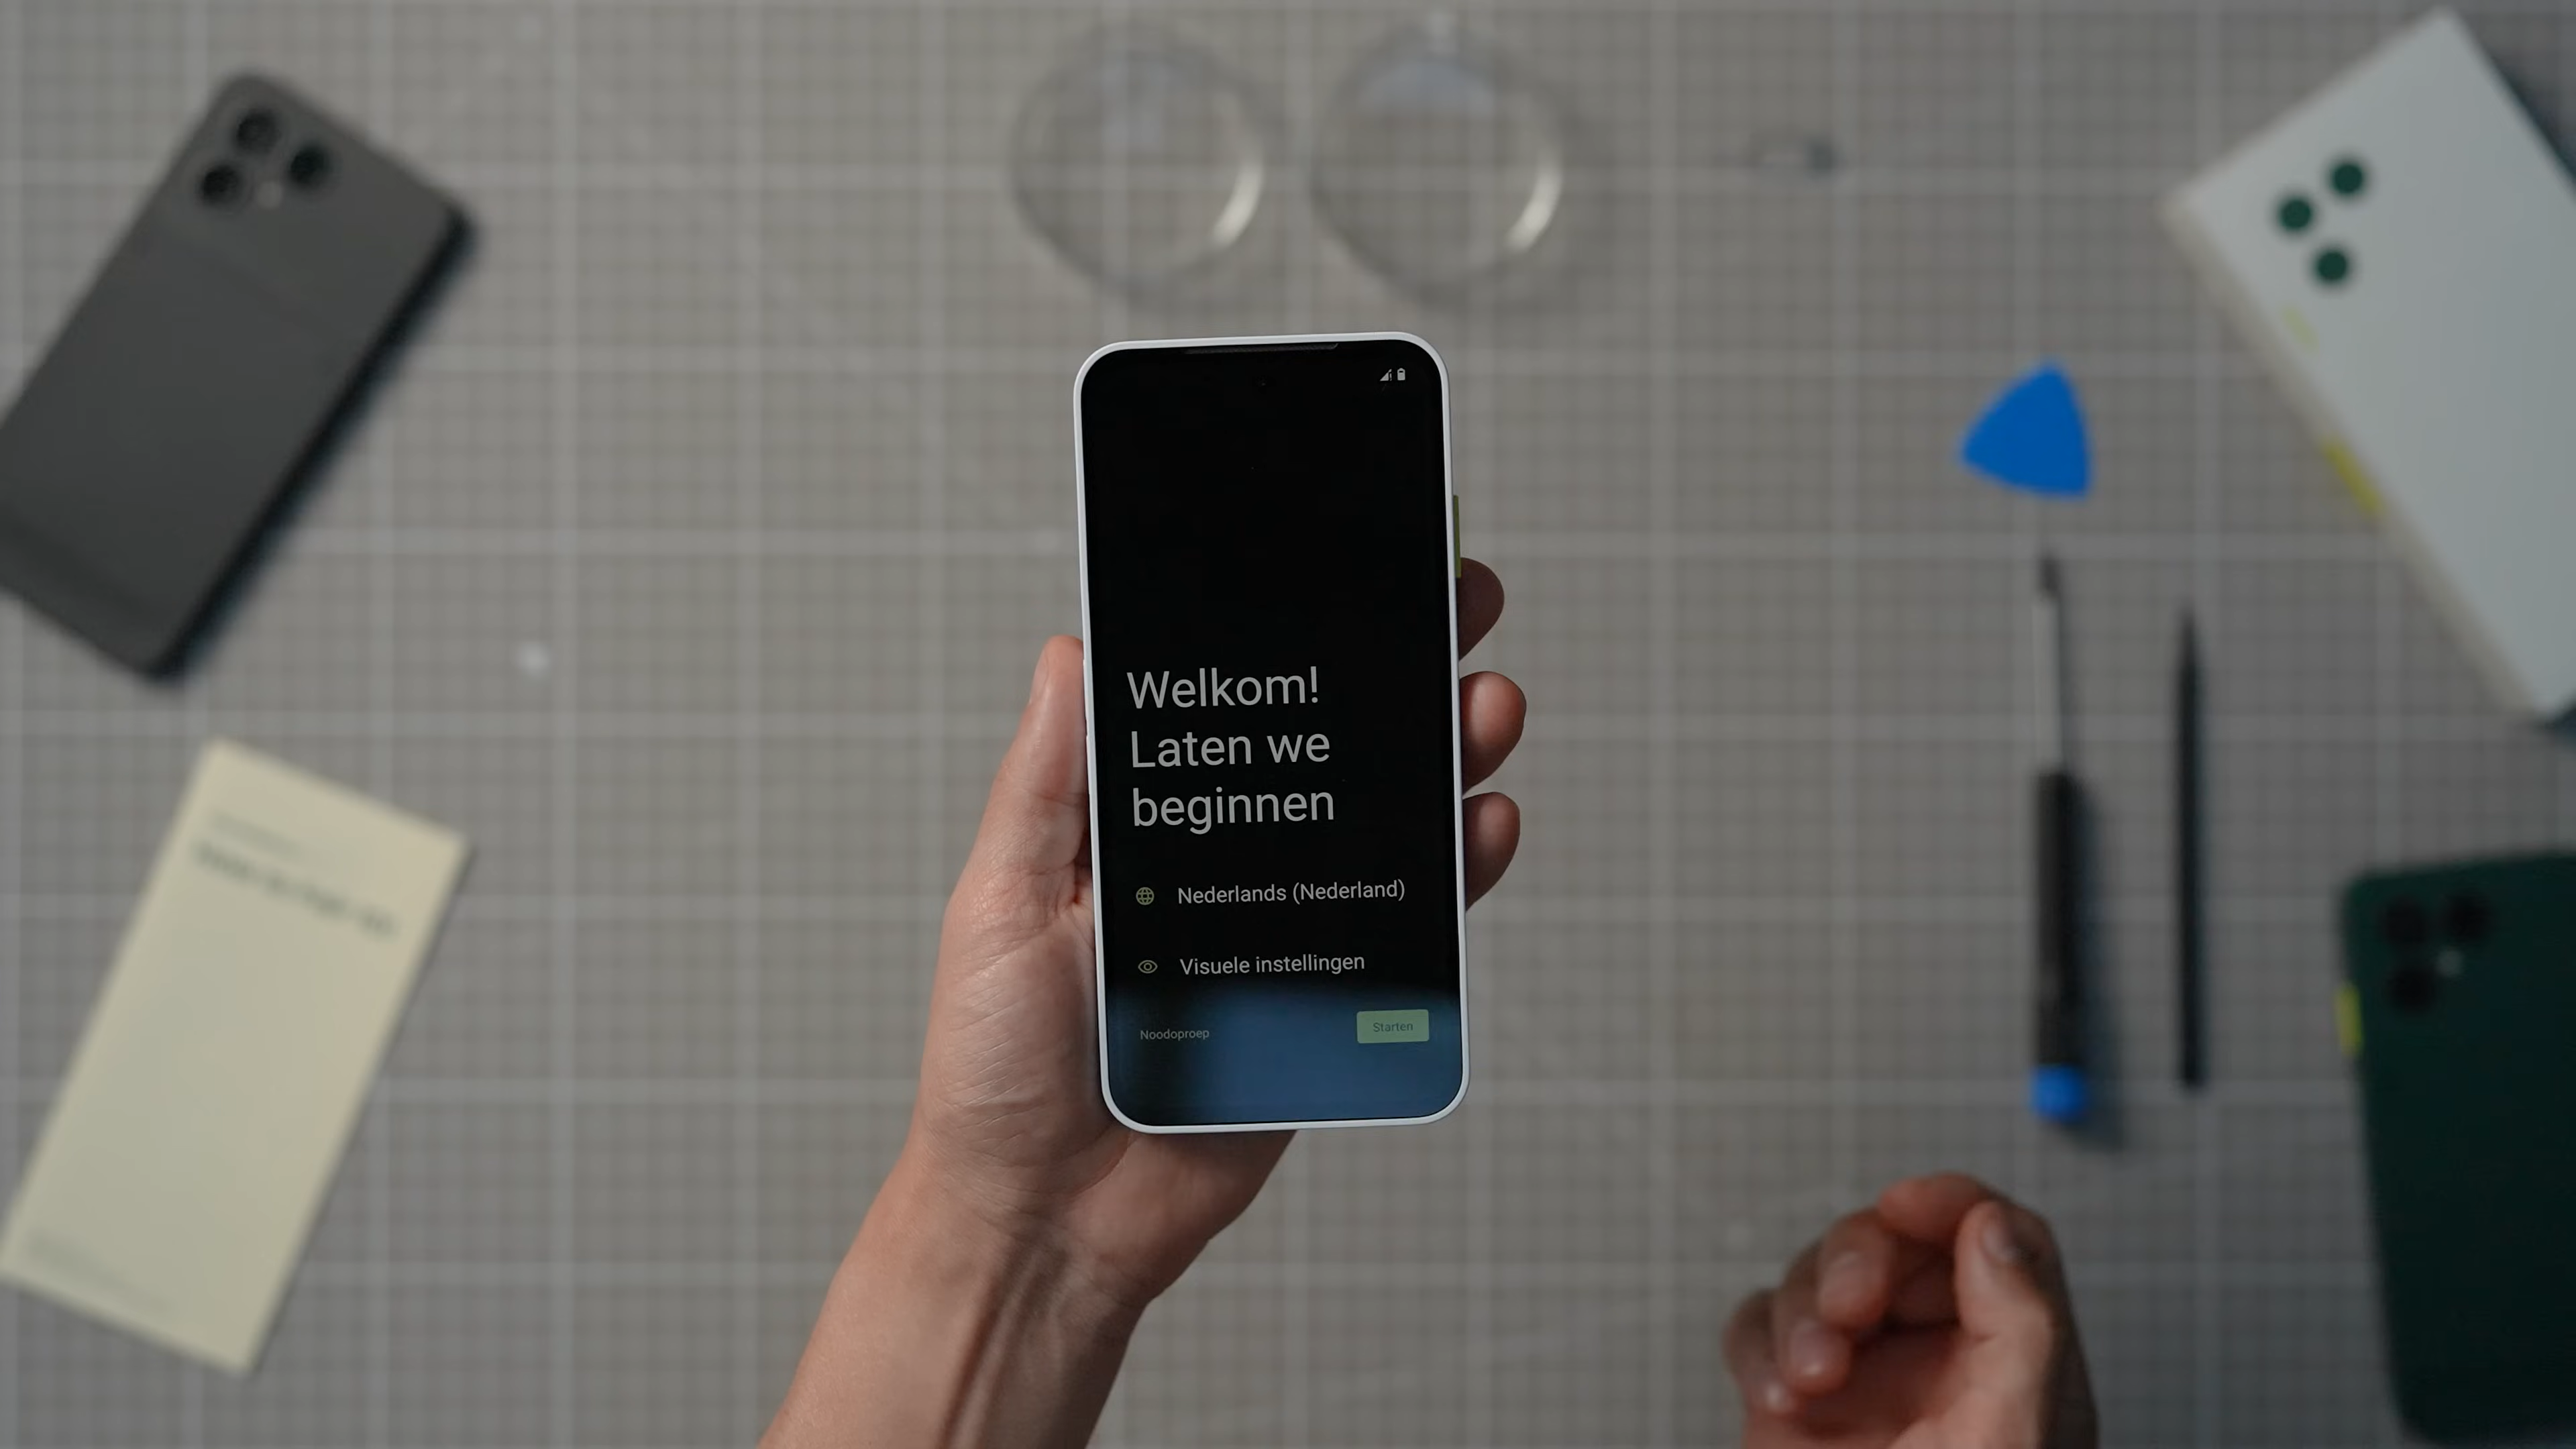 Welkom!
Laten we
beginnen
Nederlands (Nederland)
Visuele instellingen
Noodoproep
Starten